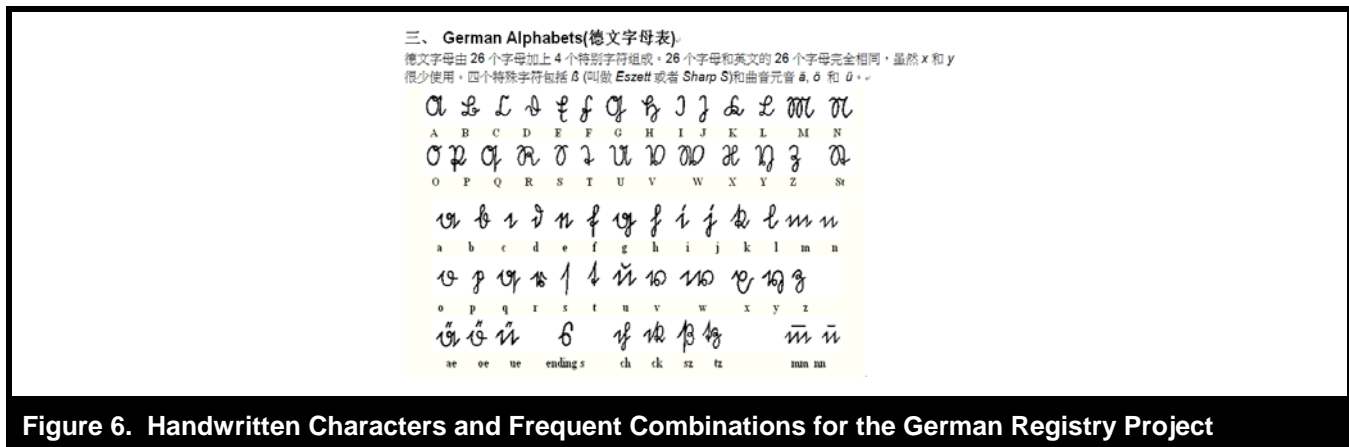 三、 German Alphabets(德文字母表)
德文字母由 26 个字母加上 4 个特别字符组成。26 个字母和英文的 26 个字母完全相同，虽然 x 和 y
很少使用。四个特殊字符包括 ß (叫做 Eszett 或者 Sharp S)和曲音元音 ä, ö 和 ü。
A B C D E F G H I J K L M N
O P Q R S T U V W X Y Z St
a b c d e f g h i j k l m n
o p q r s t u v w x y z
ae oe ue ending s ch ck sz tz mm nn
Figure 6. Handwritten Characters and Frequent Combinations for the German Registry Project